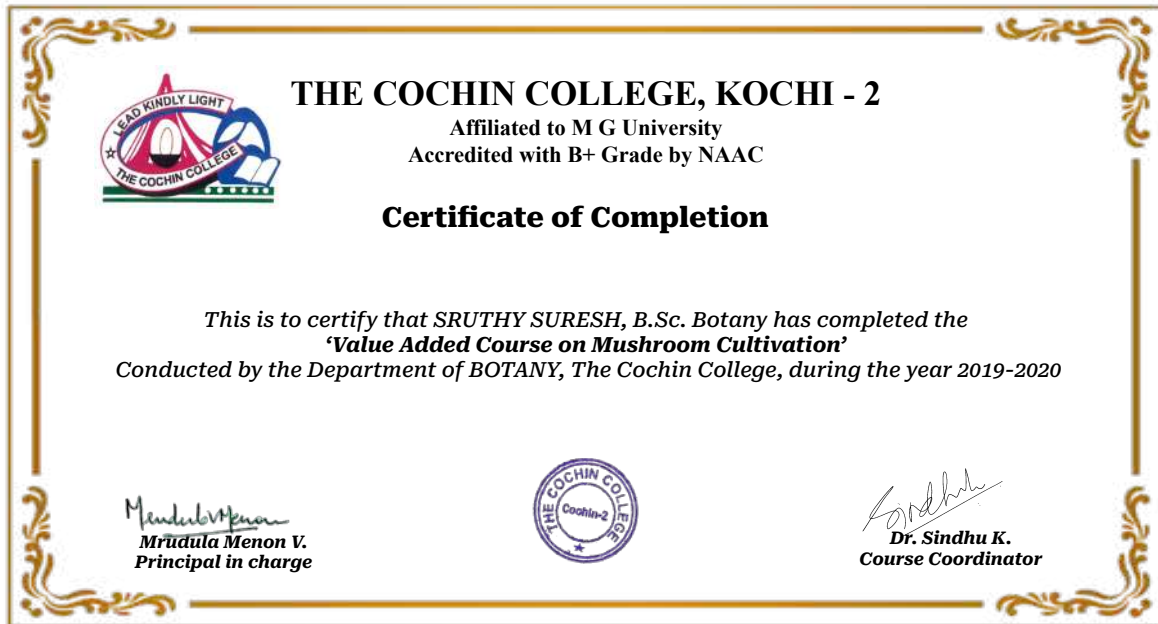 LEAD KINDLY LIGHT
THE COCHIN COLLEGE
THE COCHIN COLLEGE, KOCHI - 2
Affiliated to M G University
Accredited with B+ Grade by NAAC
Certificate of Completion
This is to certify that SRUTHY SURESH, B.Sc. Botany has completed the
‘Value Added Course on Mushroom Cultivation’
Conducted by the Department of BOTANY, The Cochin College, during the year 2019-2020
THE COCHIN COLLEGE
Cochin-2
Mrudula Menon V.
Principal in charge
Sindhu
Dr. Sindhu K.
Course Coordinator